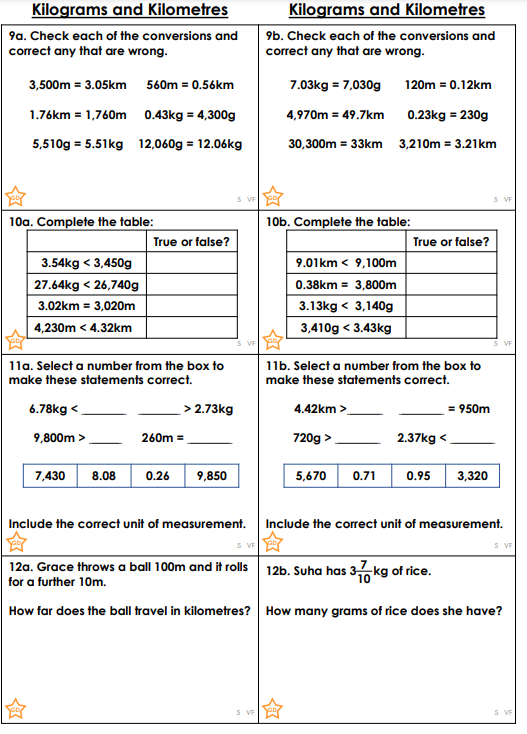 Kilograms and Kilometres
9a. Check each of the conversions and
correct any that are wrong.
3,500m = 3.05km 560m = 0.56km
1.76km = 1,760m 0.43kg = 4,300g
5,510g = 5.51kg 12,060g = 12.06kg
GD
5 VF
Kilograms and Kilometres
9b. Check each of the conversions and
correct any that are wrong.
7.03kg = 7,030g 120m = 0.12km
4,970m = 49.7km 0.23kg = 230g
30,300m = 33km 3,210m = 3.21km
GD
5 VF
10a. Complete the table:
True or false?
3.54kg < 3,450g
27.64kg < 26,740g
3.02km = 3,020m
4,230m < 4.32km
GD
5 VF
10b. Complete the table:
True or false?
9.01km < 9,100m
0.38km = 3,800m
3.13kg < 3,140g
3,410g < 3.43kg
GD
5 VF
11a. Select a number from the box to
make these statements correct.
6.78kg < ______ ______ > 2.73kg
9,800m > ______ 260m = ______
7,430 8.08 0.26 9,850
Include the correct unit of measurement.
GD
5 VF
11b. Select a number from the box to
make these statements correct.
4.42km > ______ ______ = 950m
720g > ______ 2.37kg < ______
5,670 0.71 0.95 3,320
Include the correct unit of measurement.
GD
5 VF
12a. Grace throws a ball 100m and it rolls
for a further 10m.
How far does the ball travel in kilometres?
GD
5 VF
12b. Suha has 3 7/10 kg of rice.
How many grams of rice does she have?
GD
5 VF